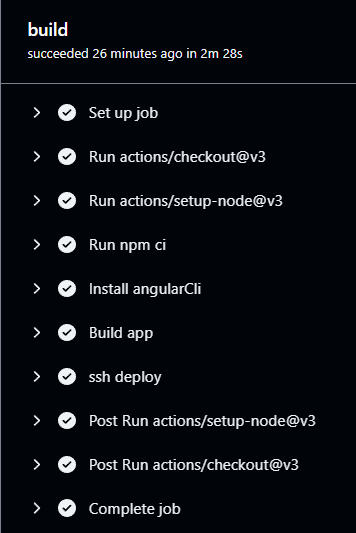 build
succeeded 26 minutes ago in 2m 28s
Set up job
Run actions/checkout@v3
Run actions/setup-node@v3
Run npm ci
Install angularCli
Build app
ssh deploy
Post Run actions/setup-node@v3
Post Run actions/checkout@v3
Complete job